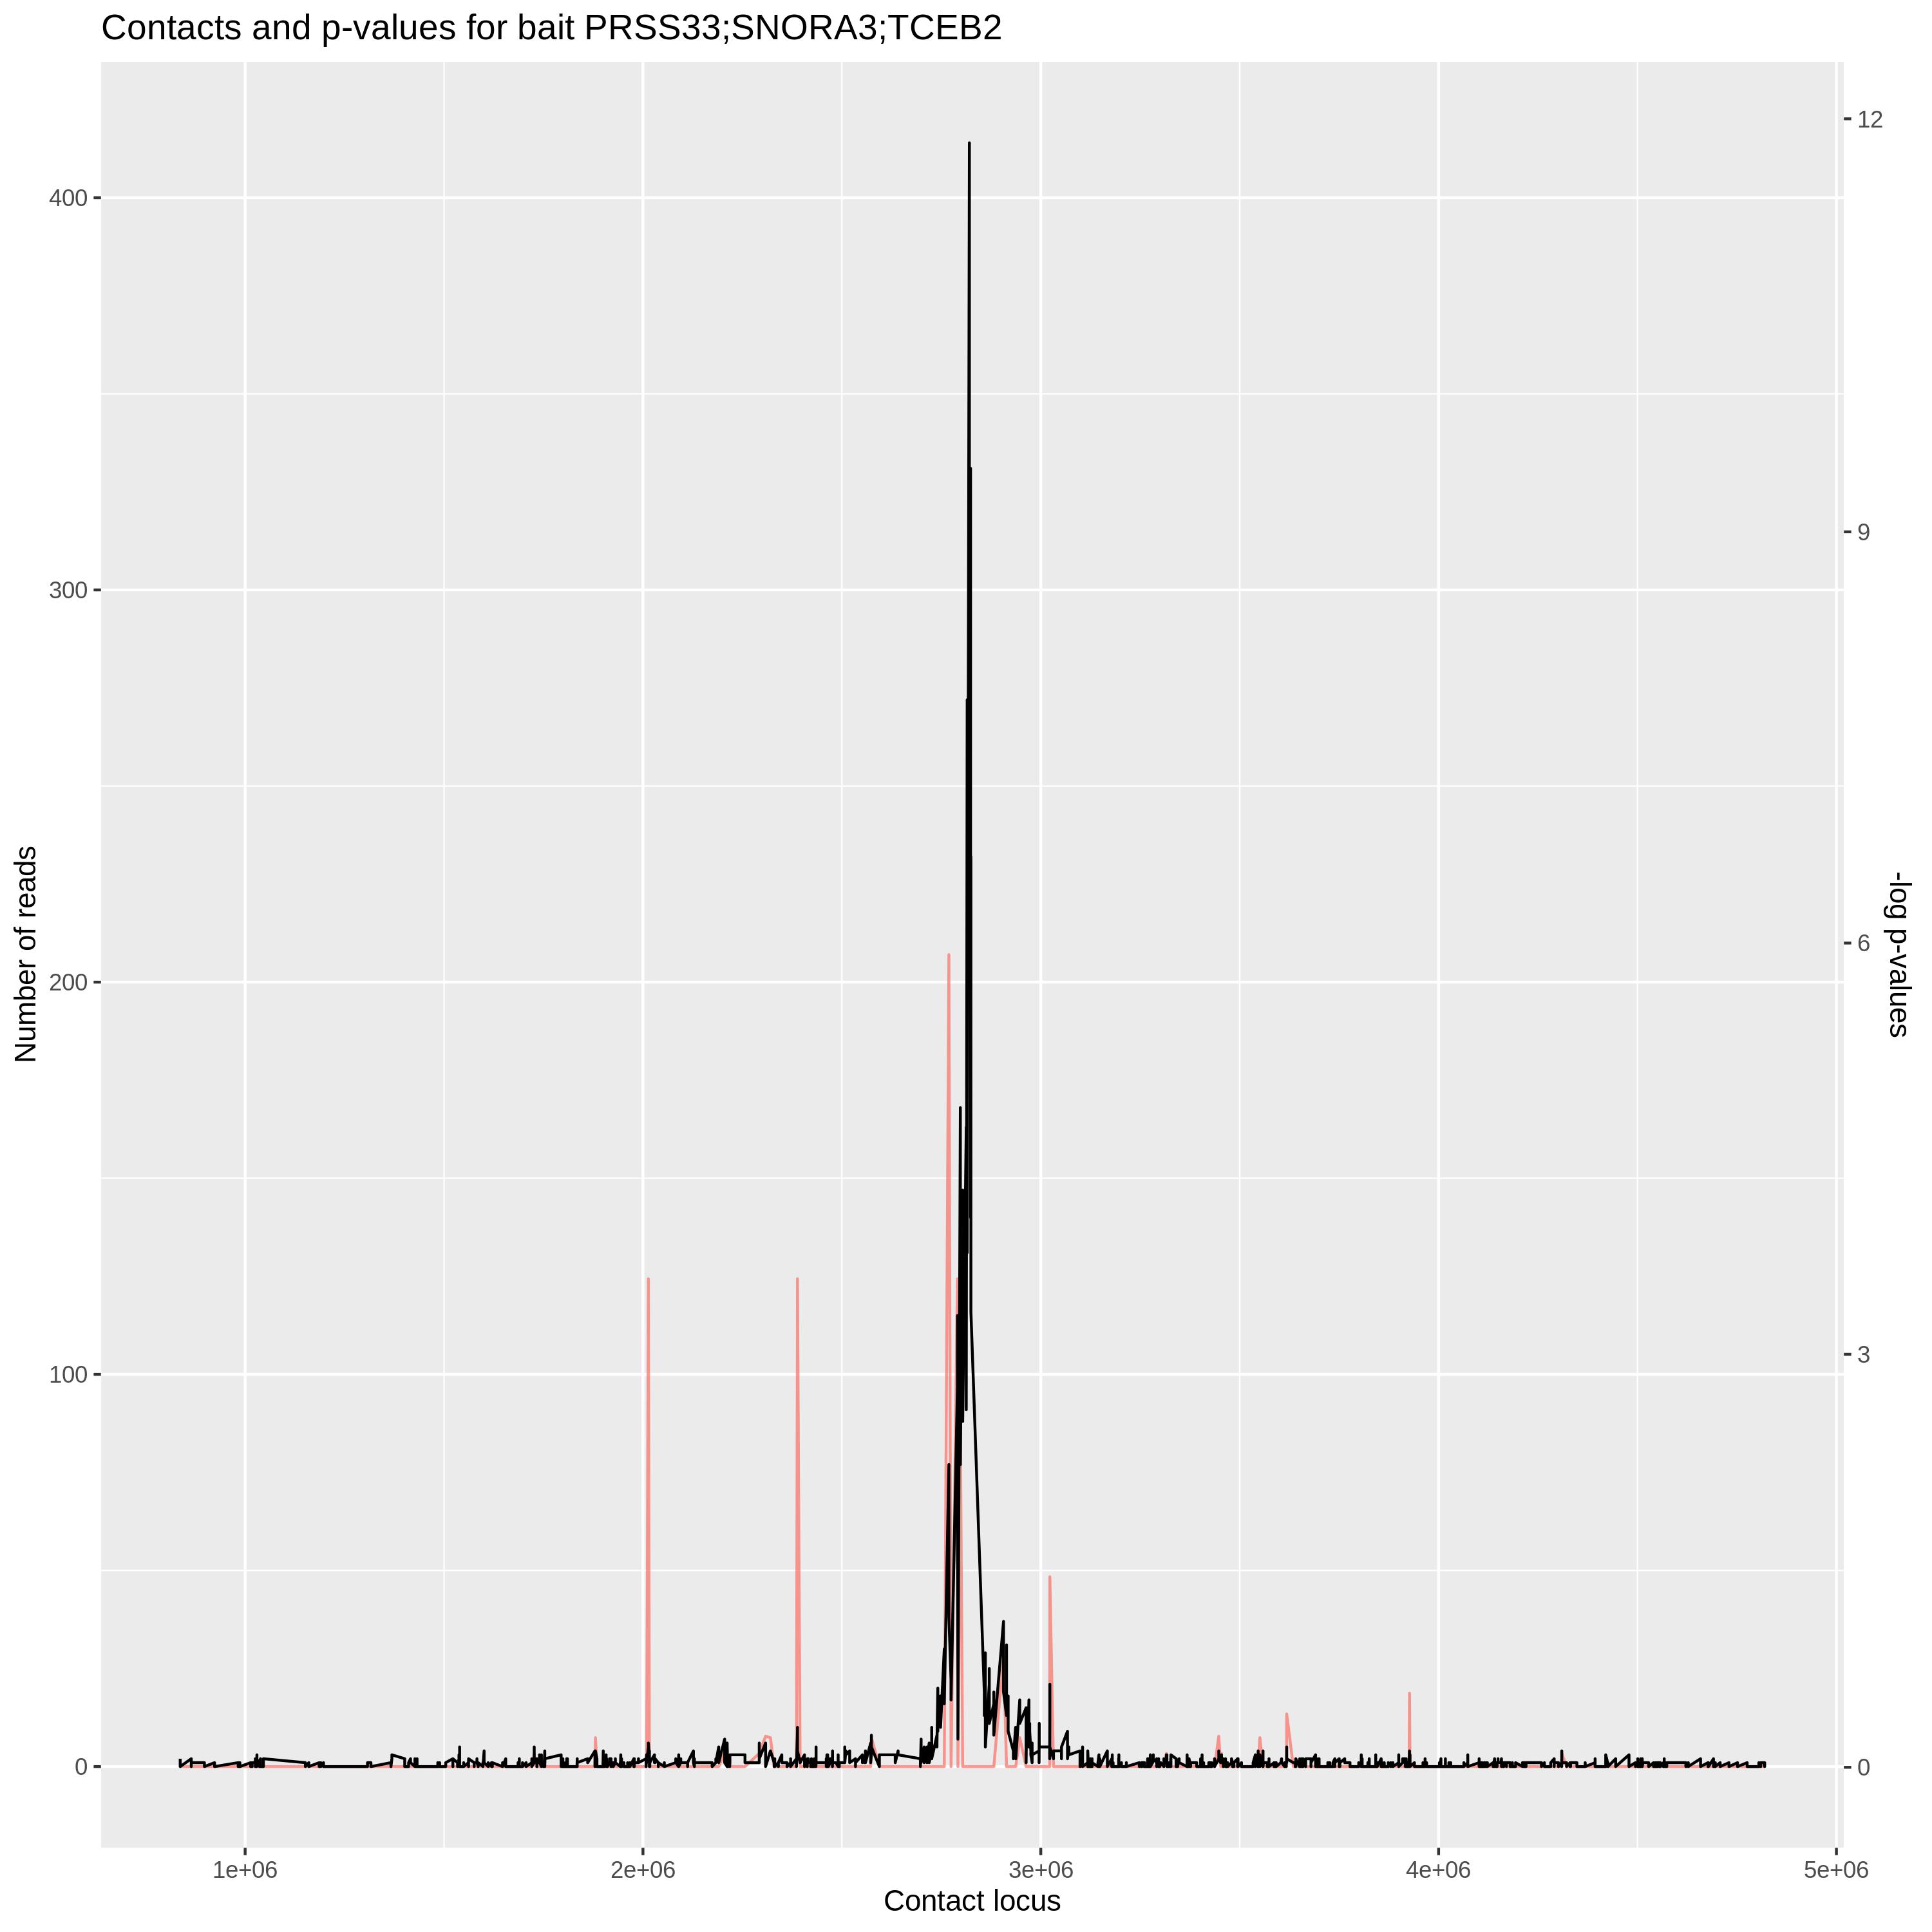 Contacts and p-values for bait PRSS33;SNORA3;TCEB2
12
400
9
300
Number of reads
-log p-values
6
200
3
100
0
0
1e+06
2e+06
3e+06
4e+06
5e+06
Contact locus